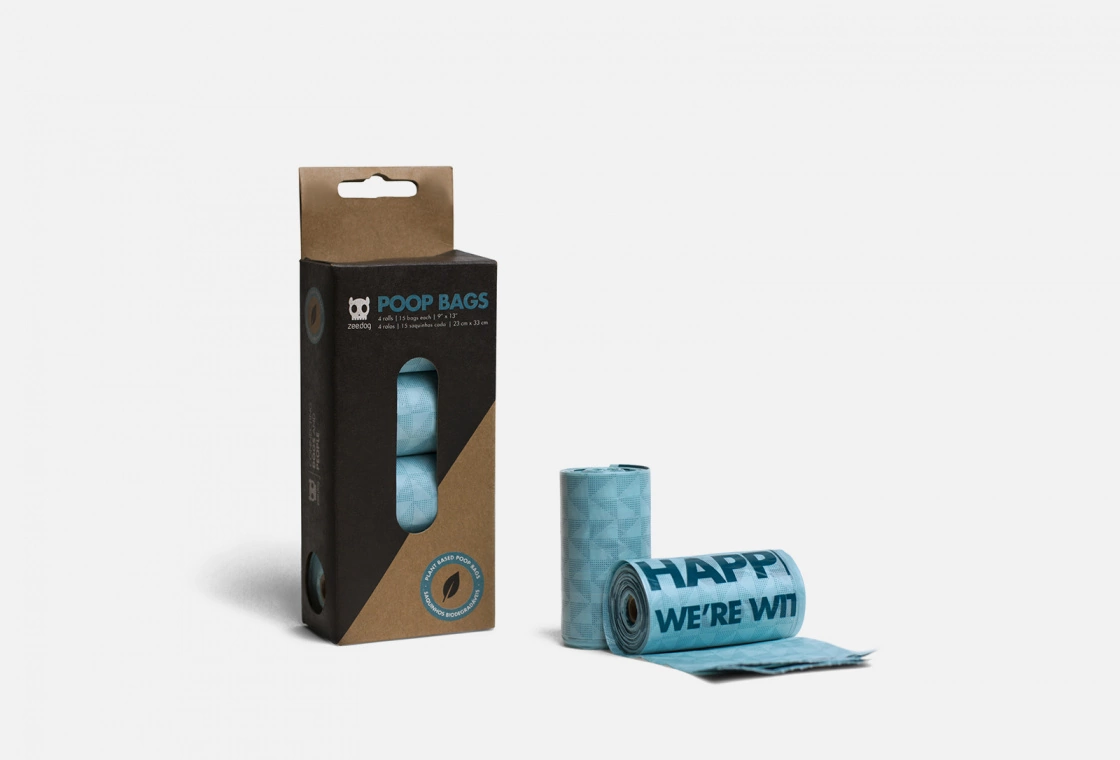 POOP BAGS
4 rolls | 15 bags each | 9" x 13"
4 rolos | 15 saquinhos cada | 23 cm x 33 cm
zeedog
PLANT BASED POOP BAGS
SAQUINHOS BIODEGRADÁVEIS
HAPP
WE'RE WIT